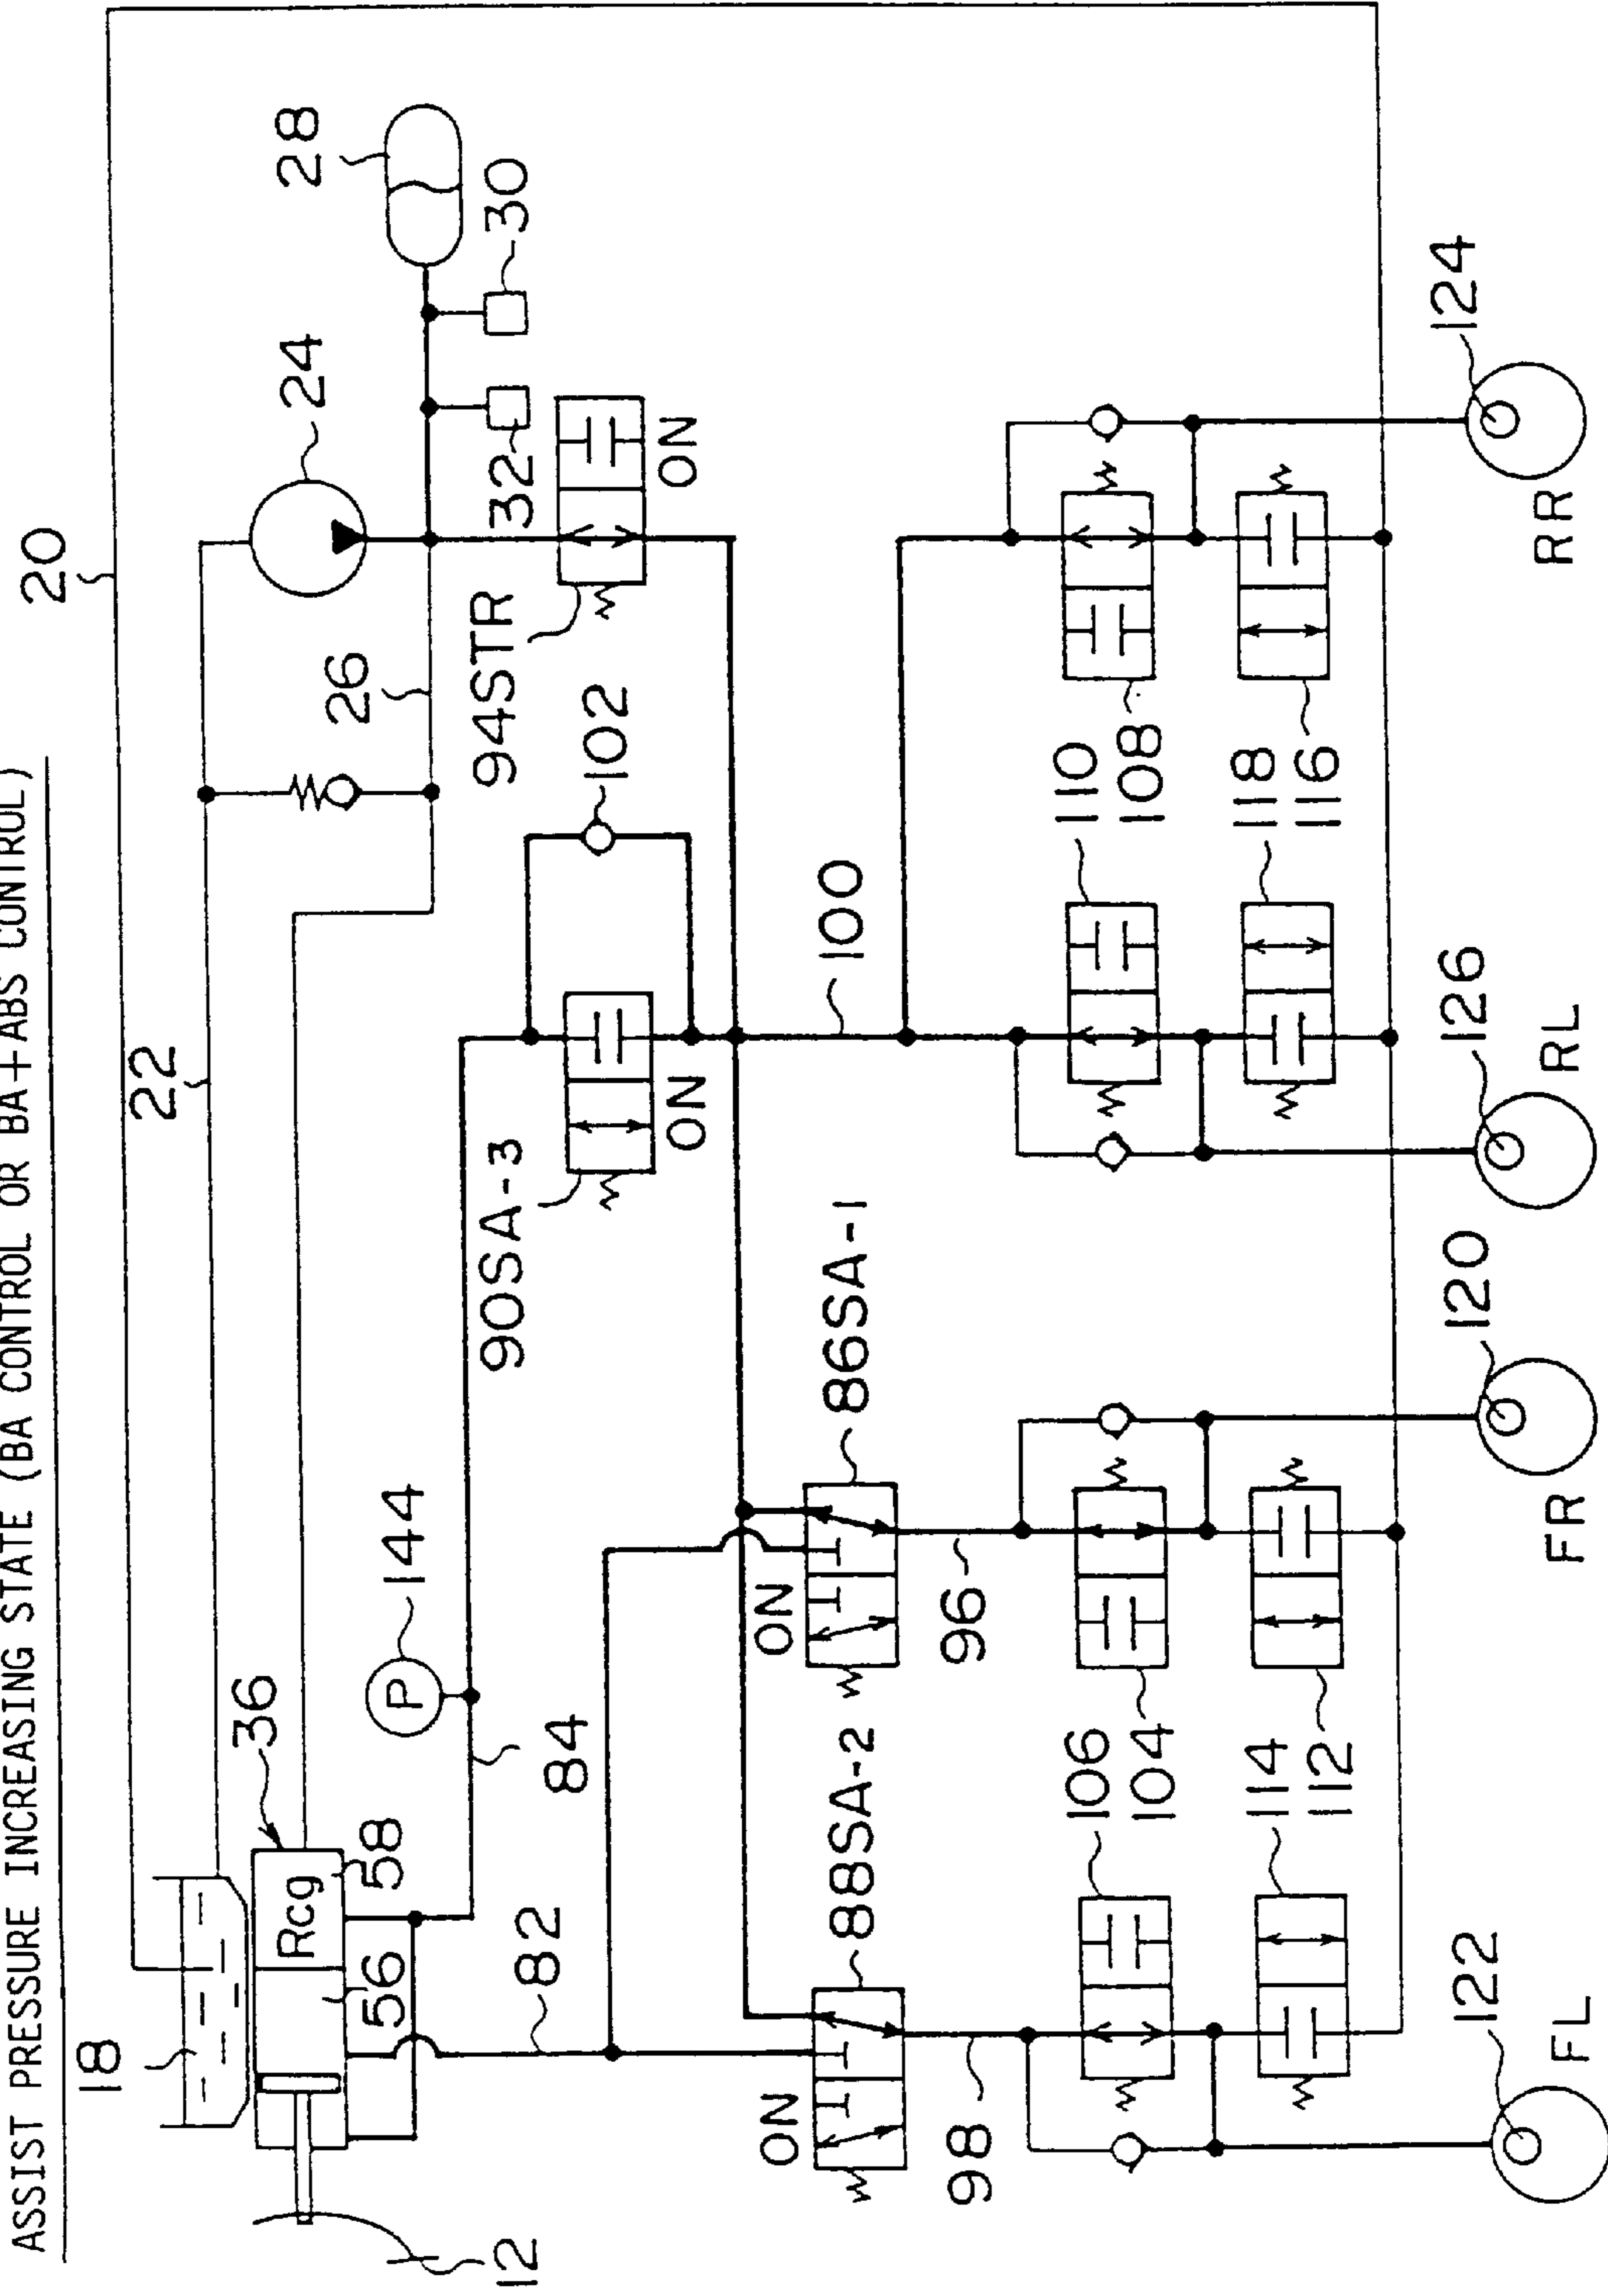 ASSIST PRESSURE INCREASING STATE (BA CONTROL OR BA+ABS CONTROL)
20
22
18
36
Rcg
58
56
12
26
24
28
30
32
94STR
ON
102
90SA-3
ON
144
P
84
82
100
86SA-1
ON
88SA-2
ON
96
98
106
104
110
108
114
112
118
116
122
FL
120
FR
126
RL
124
RR